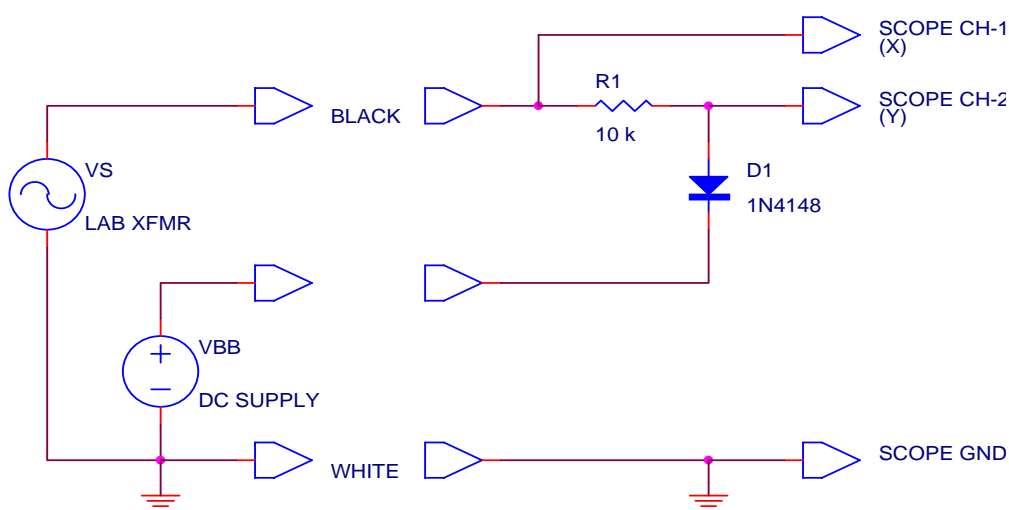 SCOPE CH-1
(X)
R1
SCOPE CH-2
(Y)
BLACK
10 k
VS
D1
1N4148
LAB XFMR
VBB
DC SUPPLY
WHITE
SCOPE GND